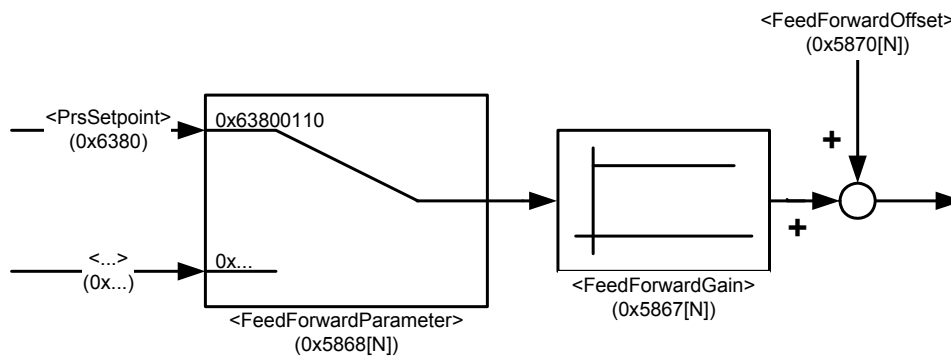 <FeedForwardOffset>
(0x5870[N])
<PrsSetpoint>
(0x6380)
0x63800110
+
+
<...>
(0x...)
0x...
<FeedForwardGain>
(0x5867[N])
<FeedForwardParameter>
(0x5868[N])